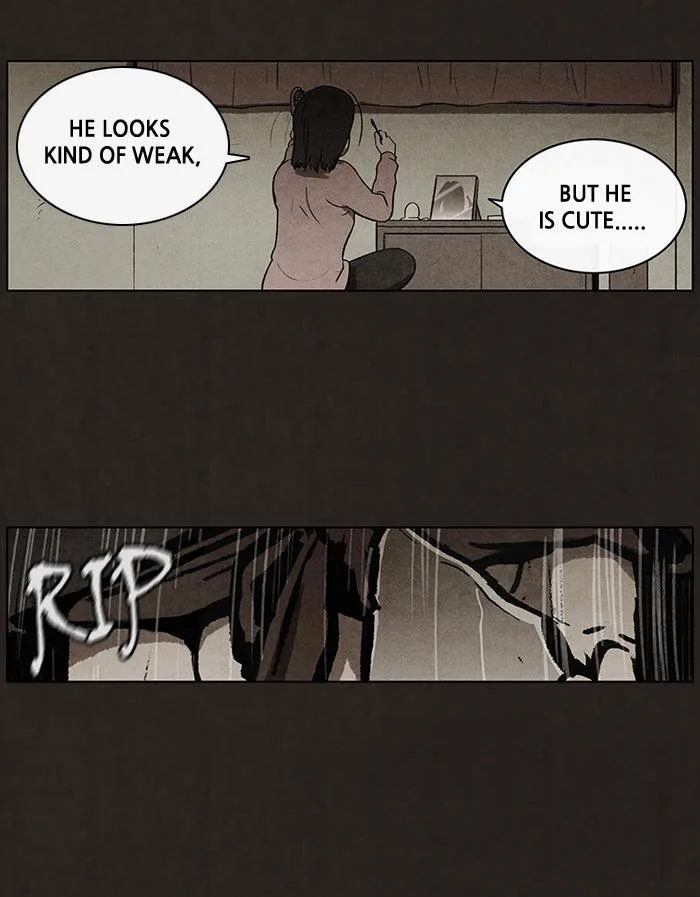 HE LOOKS
KIND OF WEAK,
BUT HE
IS CUTE.....
RIP